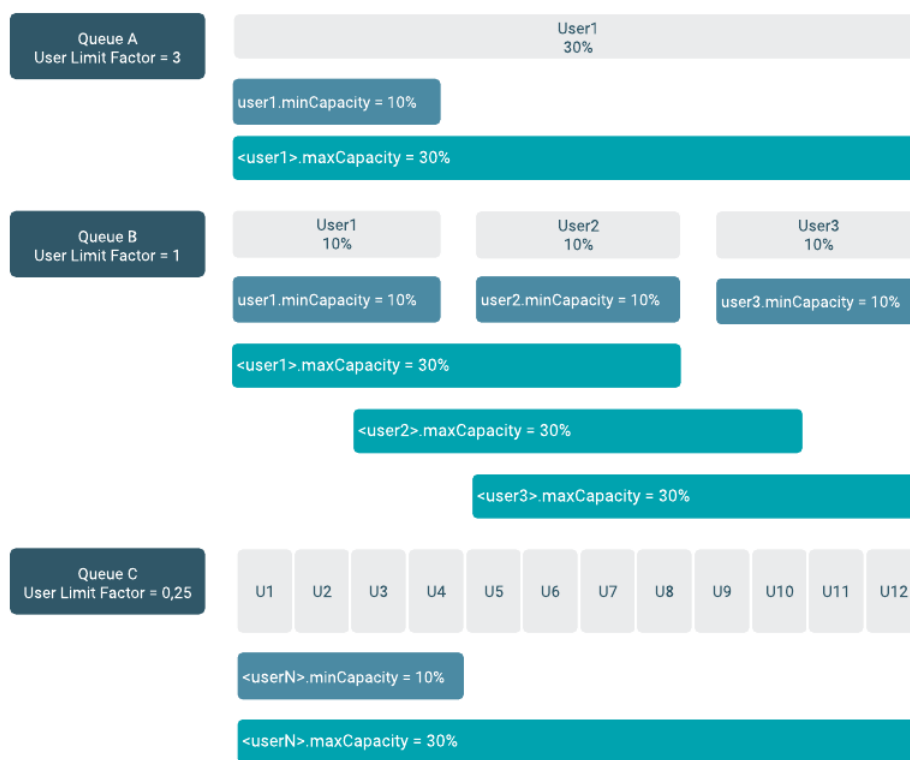 Queue A
User Limit Factor = 3
User1
30%
user1.minCapacity = 10%
<user1>.maxCapacity = 30%
Queue B
User Limit Factor = 1
User1
10%
User2
10%
User3
10%
user1.minCapacity = 10%
user2.minCapacity = 10%
user3.minCapacity = 10%
<user1>.maxCapacity = 30%
<user2>.maxCapacity = 30%
<user3>.maxCapacity = 30%
Queue C
User Limit Factor = 0,25
U1
U2
U3
U4
U5
U6
U7
U8
U9
U10
U11
U12
<userN>.minCapacity = 10%
<userN>.maxCapacity = 30%